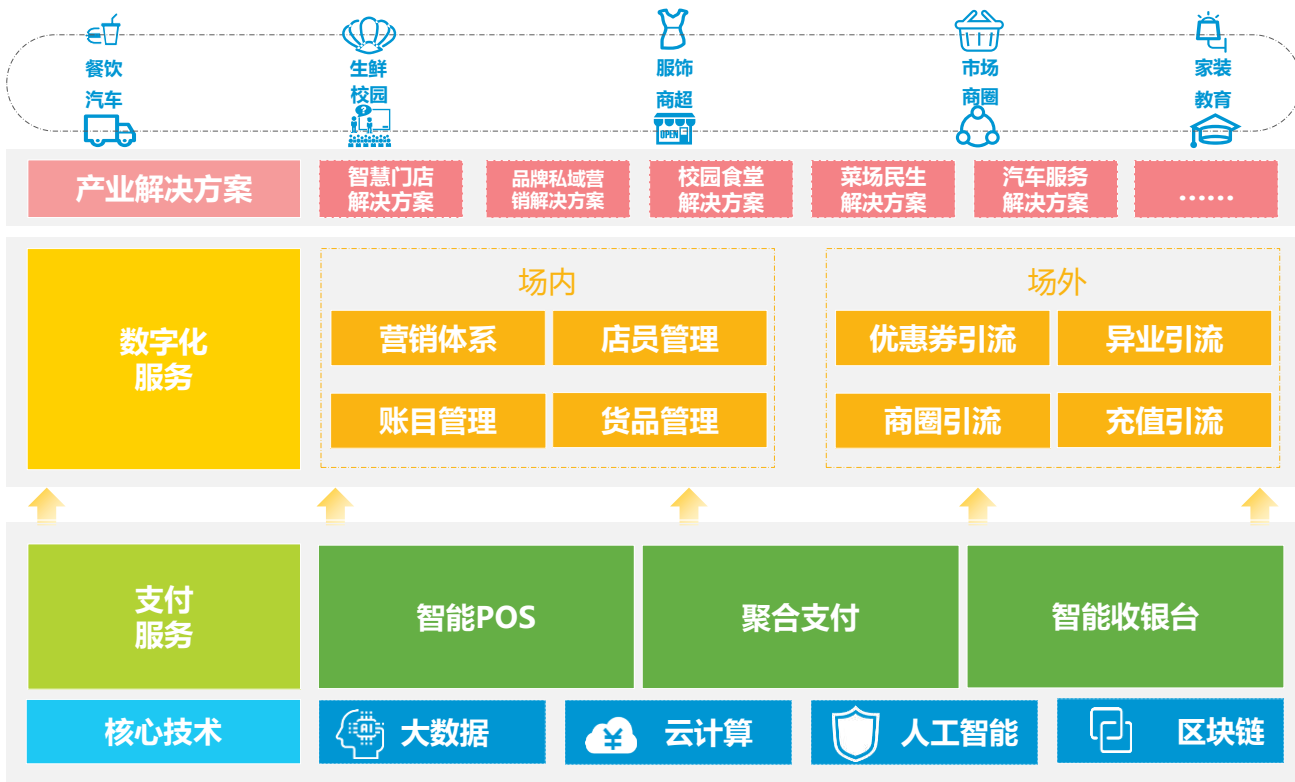 餐饮
生鲜
服饰
市场
家装
汽车
校园
商超
商圈
教育
?
OPEN
产业解决方案
智慧门店
解决方案
品牌私域营
销解决方案
校园食堂
解决方案
菜场民生
解决方案
汽车服务
解决方案
……
数字化
服务
场内
营销体系
店员管理
账目管理
货品管理
场外
优惠券引流
异业引流
商圈引流
充值引流
支付
服务
智能POS
聚合支付
智能收银台
核心技术
AI
大数据
¥
云计算
人工智能
区块链